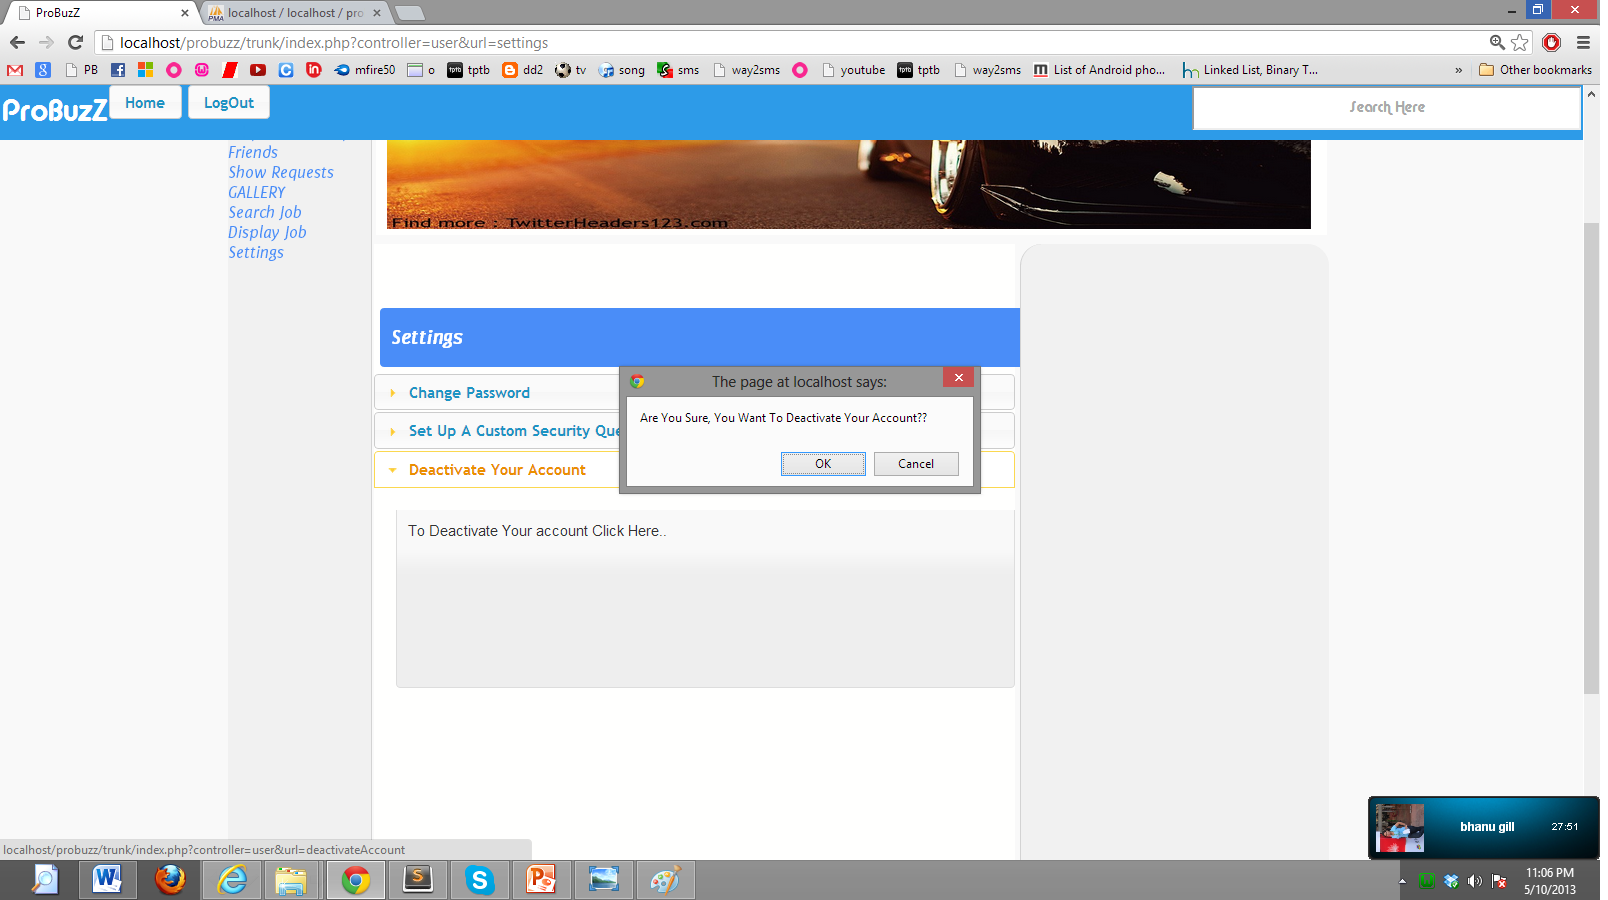 ProBuzZ
localhost / localhost / pro
localhost/probuzz/trunk/index.php?controller=user&url=settings
PB
mfire50
o
tptb
dd2
tv
song
sms
way2sms
youtube
tptb
way2sms
List of Android pho...
Linked List, Binary T...
»
Other bookmarks
ProBuzZ
Home
LogOut
Search Here
Friends
Show Requests
GALLERY
Search Job
Display Job
Settings
Find more : TwitterHeaders123.com
Settings
The page at localhost says:
Are You Sure, You Want To Deactivate Your Account??
OK
Cancel
Change Password
Set Up A Custom Security Que
Deactivate Your Account
To Deactivate Your account Click Here..
bhanu gill
27:51
localhost/probuzz/trunk/index.php?controller=user&url=deactivateAccount
11:06 PM
5/10/2013